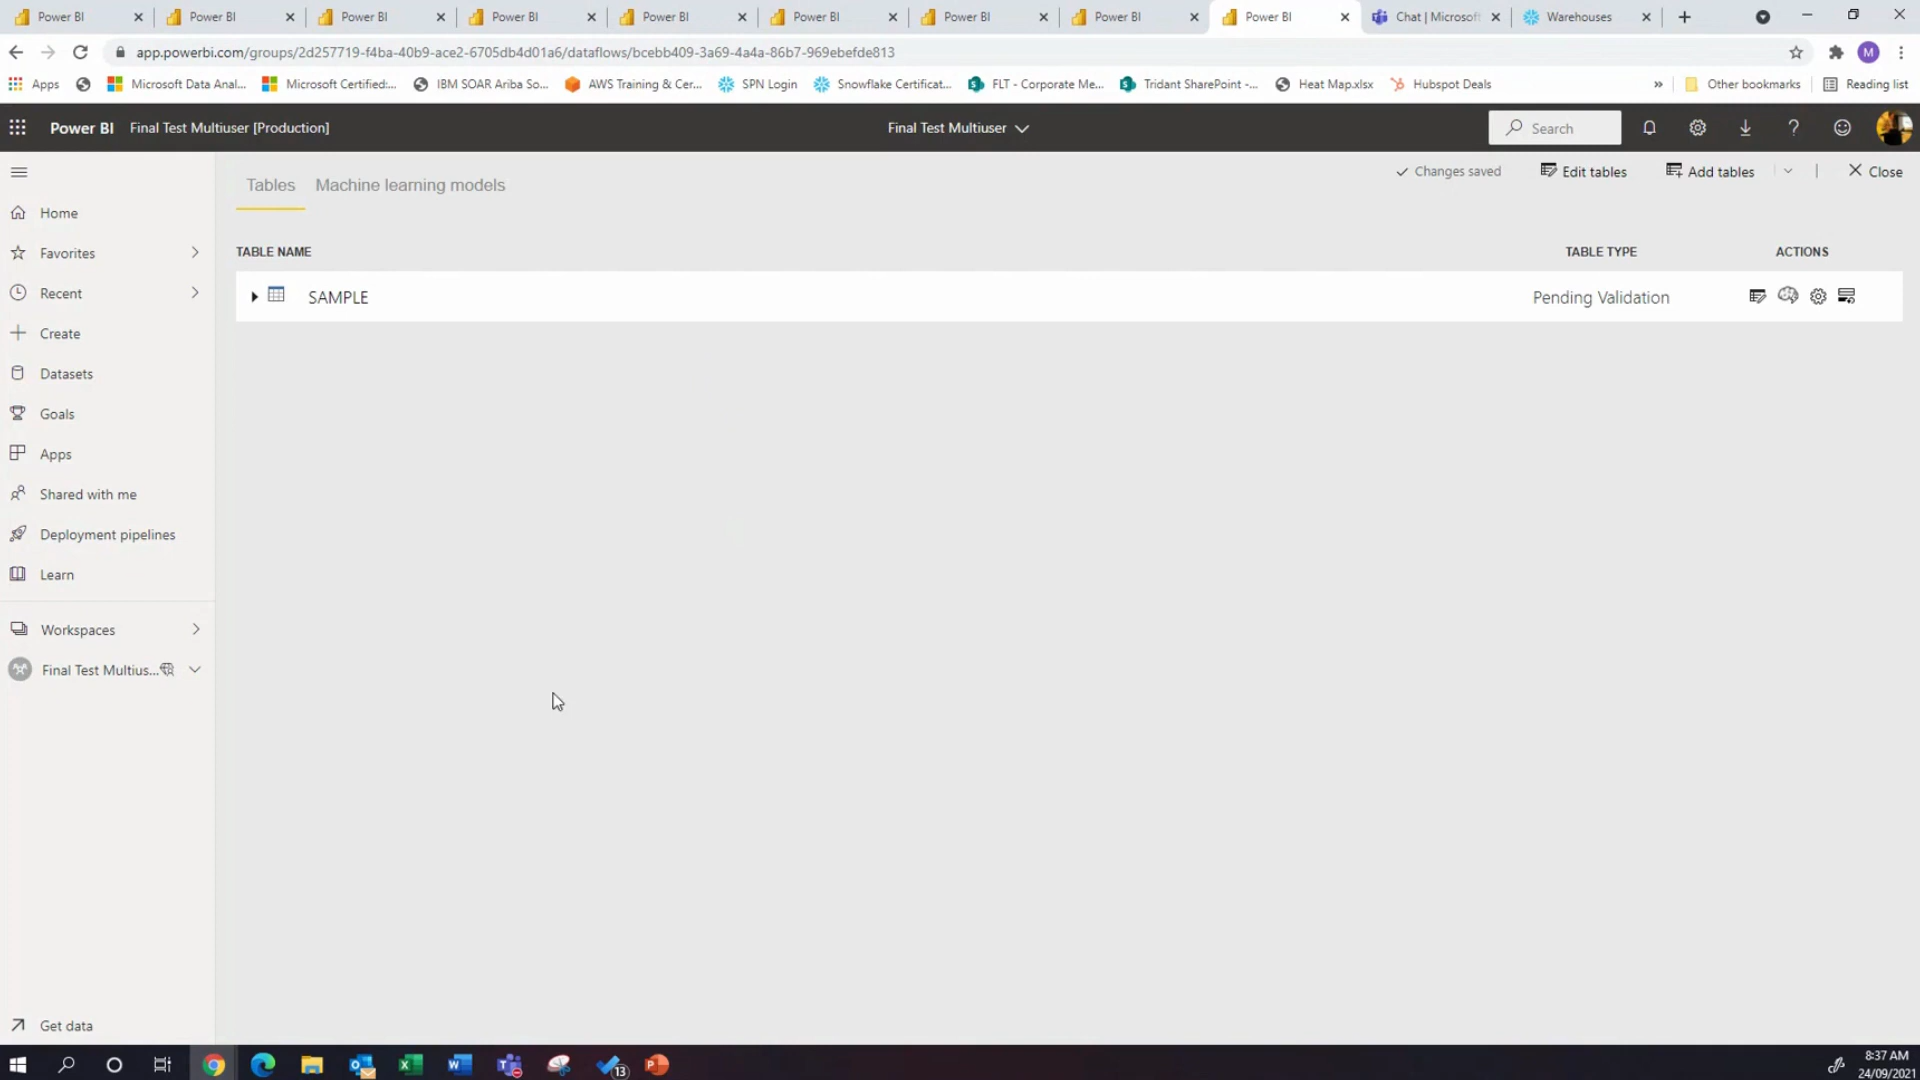 Power BI
Power BI
Power BI
Power BI
Power BI
Power BI
Power BI
Power BI
Power BI
Chat | Microsof
Warehouses
app.powerbi.com/groups/2d257719-f4ba-40b9-ace2-6705db4d01a6/dataflows/bcebb409-3a69-4a4a-86b7-969ebefde813
M
Apps
Microsoft Data Anal...
Microsoft Certified:...
IBM SOAR Ariba So...
AWS Training & Cer...
SPN Login
Snowflake Certificat...
FLT - Corporate Me...
Tridant SharePoint -...
Heat Map.xlsx
Hubspot Deals
»
Other bookmarks
Reading list
Power BI
Final Test Multiuser [Production]
Final Test Multiuser
Search
Tables
Machine learning models
Changes saved
Edit tables
Add tables
Close
Home
Favorites
Recent
Create
Datasets
Goals
Apps
Shared with me
Deployment pipelines
Learn
Workspaces
Final Test Multius...
Get data
TABLE NAME
TABLE TYPE
ACTIONS
SAMPLE
Pending Validation
13
8:37 AM
24/09/2021